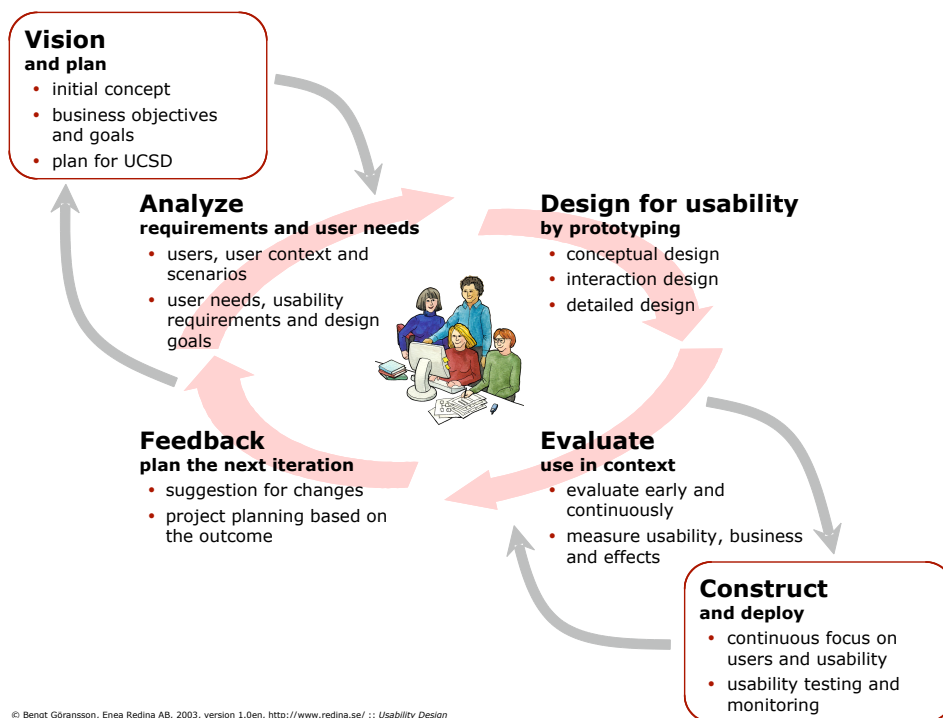 Vision
and plan
• initial concept
• business objectives
and goals
• plan for UCSD
Analyze
requirements and user needs
• users, user context and
scenarios
• user needs, usability
requirements and design
goals
Design for usability
by prototyping
• conceptual design
• interaction design
• detailed design
Feedback
plan the next iteration
• suggestion for changes
• project planning based on
the outcome
Evaluate
use in context
• evaluate early and
continuously
• measure usability, business
and effects
Construct
and deploy
• continuous focus on
users and usability
• usability testing and
monitoring
© Bengt Göransson, Enea Redina AB, 2003, version 1.0en, http://www.redina.se/ :: Usability Design